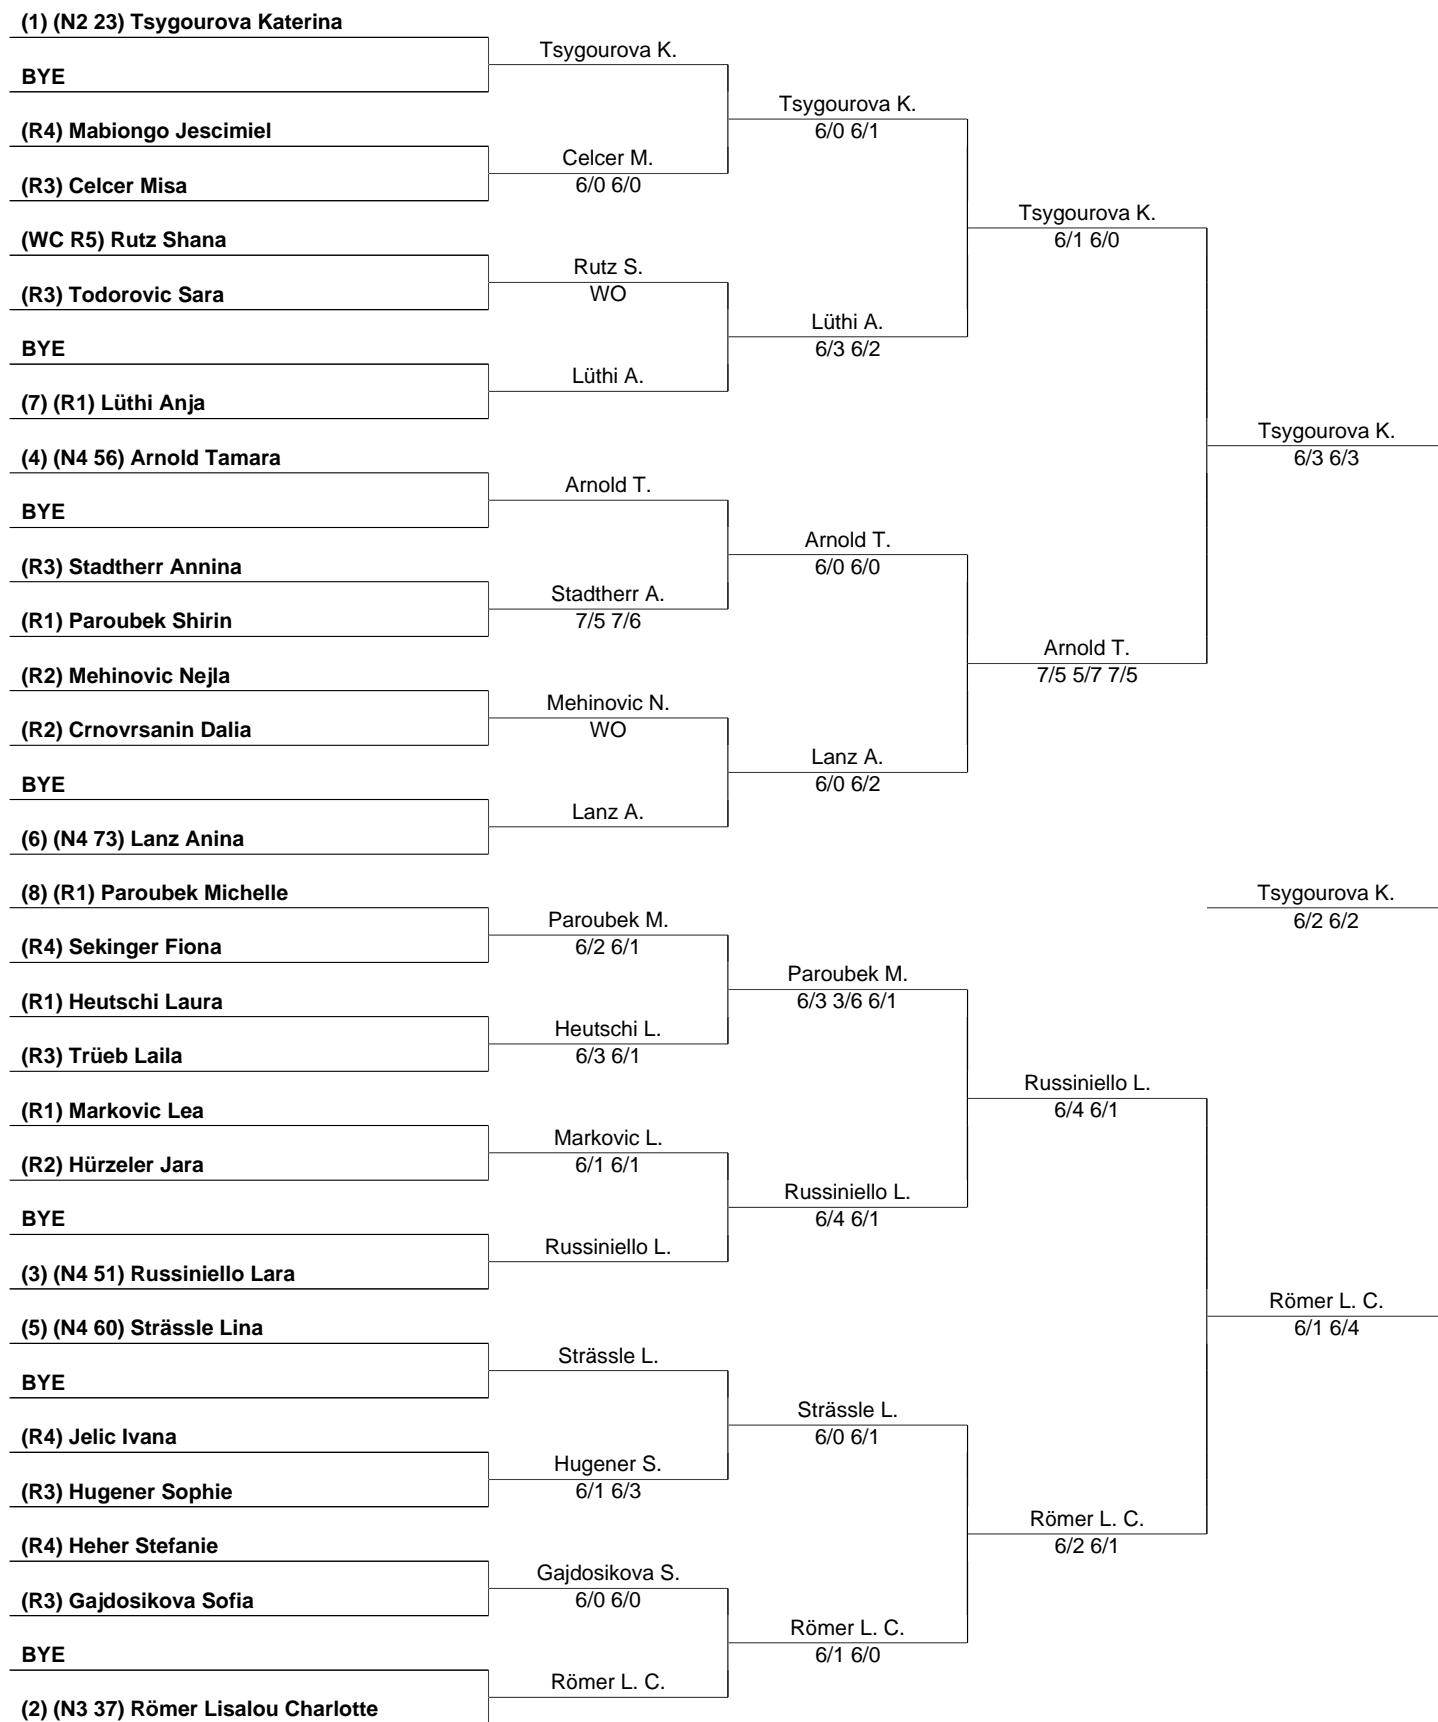 (1) (N2 23) Tsygourova Katerina
BYE
(R4) Mabiongo Jescimiel
(R3) Celcer Misa
(WC R5) Rutz Shana
(R3) Todorovic Sara
BYE
(7) (R1) Lüthi Anja
(4) (N4 56) Arnold Tamara
BYE
(R3) Stadtherr Annina
(R1) Paroubek Shirin
(R2) Mehinovic Nejla
(R2) Crnovrsanin Dalia
BYE
(6) (N4 73) Lanz Anina
(8) (R1) Paroubek Michelle
(R4) Sekinger Fiona
(R1) Heutschi Laura
(R3) Trüeb Laila
(R1) Markovic Lea
(R2) Hürzeler Jara
BYE
(3) (N4 51) Russiniello Lara
(5) (N4 60) Strässle Lina
BYE
(R4) Jelic Ivana
(R3) Hugener Sophie
(R4) Heher Stefanie
(R3) Gajdosikova Sofia
BYE
(2) (N3 37) Römer Lisalou Charlotte
Tsygourova K.
Celcer M.
6/0 6/0
Rutz S.
WO
Lüthi A.
Arnold T.
Stadtherr A.
7/5 7/6
Mehinovic N.
WO
Lanz A.
Paroubek M.
6/2 6/1
Heutschi L.
6/3 6/1
Markovic L.
6/1 6/1
Russiniello L.
Strässle L.
Hugener S.
6/1 6/3
Gajdosikova S.
6/0 6/0
Römer L. C.
Tsygourova K.
6/0 6/1
Lüthi A.
6/3 6/2
Arnold T.
6/0 6/0
Lanz A.
6/0 6/2
Paroubek M.
6/3 3/6 6/1
Russiniello L.
6/4 6/1
Strässle L.
6/0 6/1
Römer L. C.
6/1 6/0
Tsygourova K.
6/1 6/0
Arnold T.
7/5 5/7 7/5
Russiniello L.
6/4 6/1
Römer L. C.
6/2 6/1
Tsygourova K.
6/3 6/3
Tsygourova K.
6/2 6/2
Römer L. C.
6/1 6/4